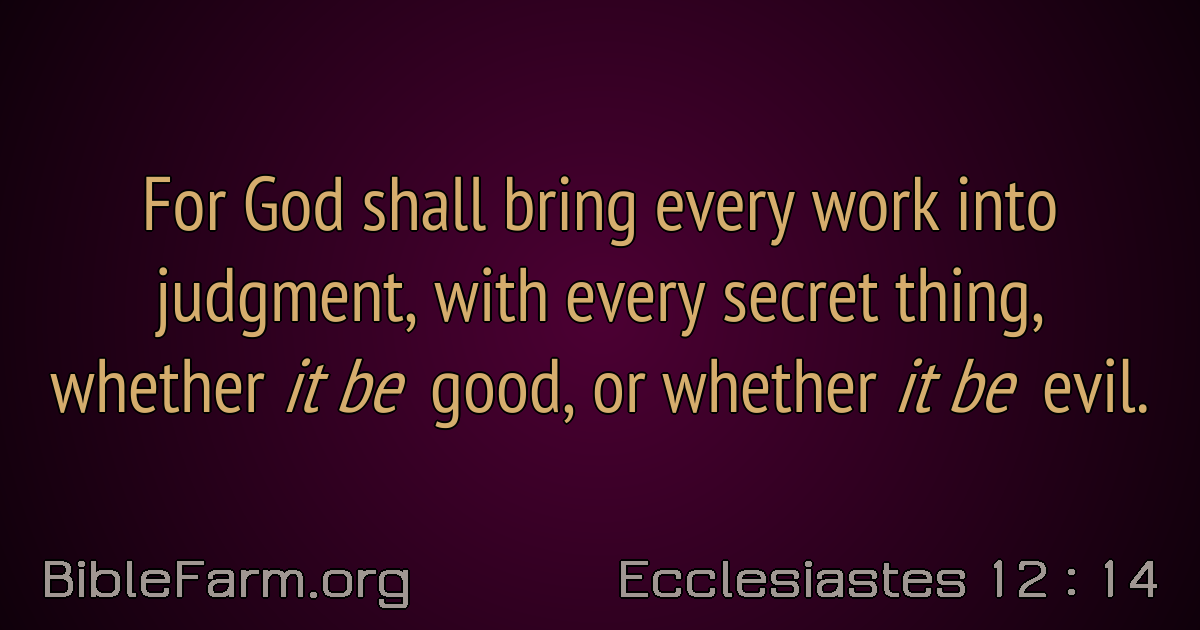 For God shall bring every work into
judgment, with every secret thing,
whether it be good, or whether it be evil.
BibleFarm.org
Ecclesiastes 12 : 14